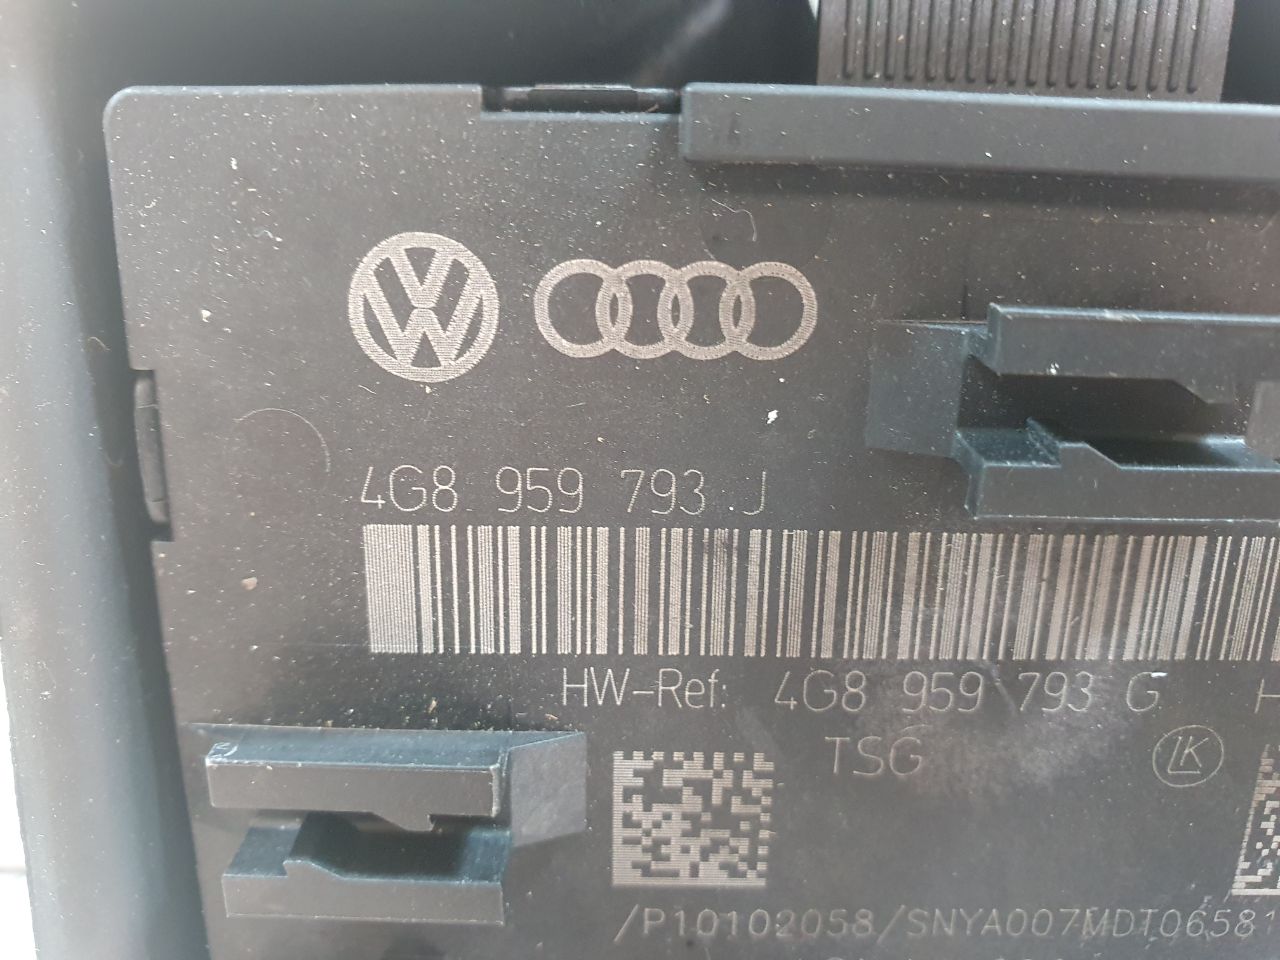 4G8 959 793 J
HW-Ref: 4G8 959 793 G
TSG
LK
/P10102058/SNYA007MDT06581